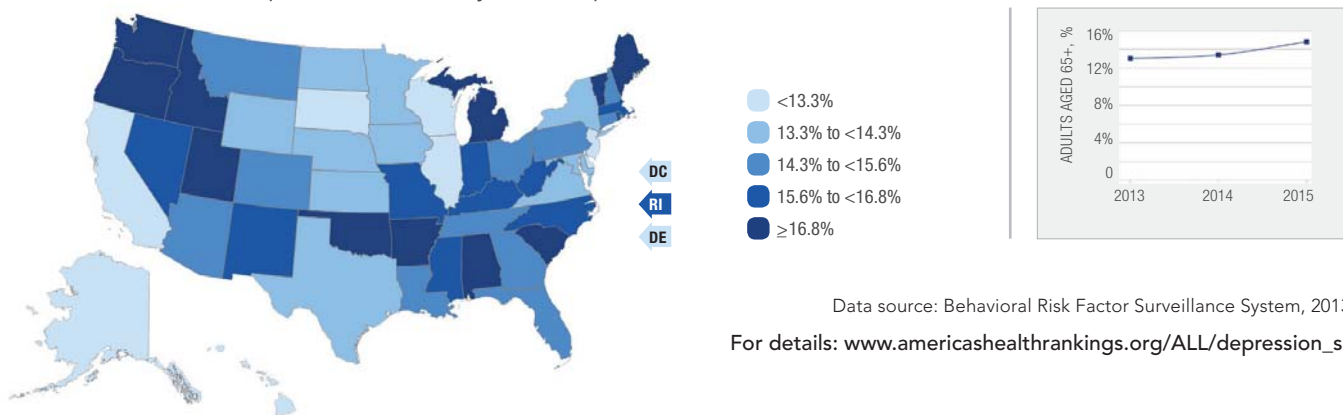 DC
RI
DE
<13.3%
13.3% to <14.3%
14.3% to <15.6%
15.6% to <16.8%
≥16.8%
ADULTS AGED 65+, %
16%
12%
8%
4%
0
2013 2014 2015
Data source: Behavioral Risk Factor Surveillance System, 2013
For details: www.americashealthrankings.org/ALL/depression_s